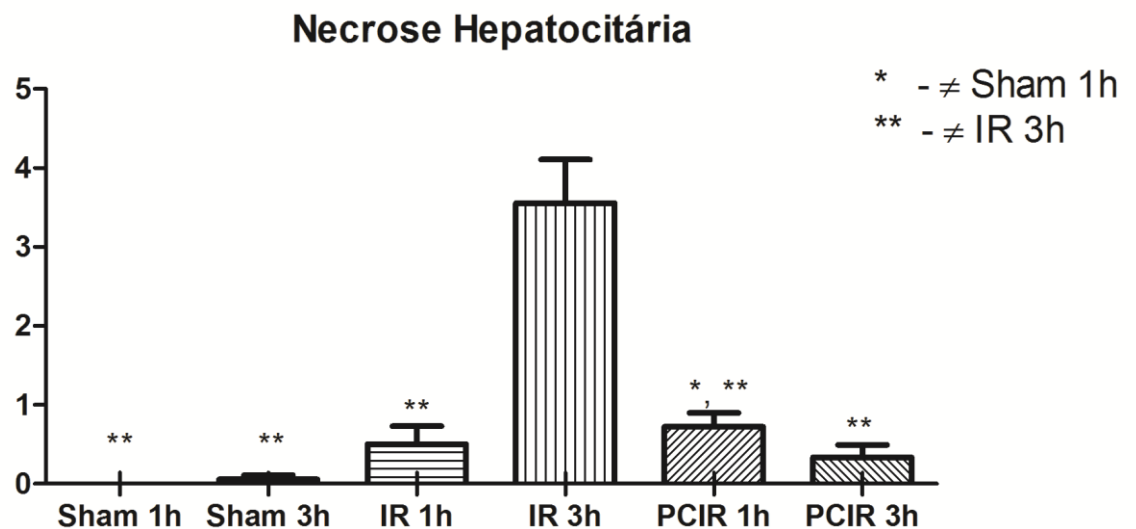 Necrose Hepatocitária
* - ≠ Sham 1h
** - ≠ IR 3h
5
4
3
2
1
0
**
**
**
*, **
**
Sham 1h Sham 3h IR 1h IR 3h PCIR 1h PCIR 3h